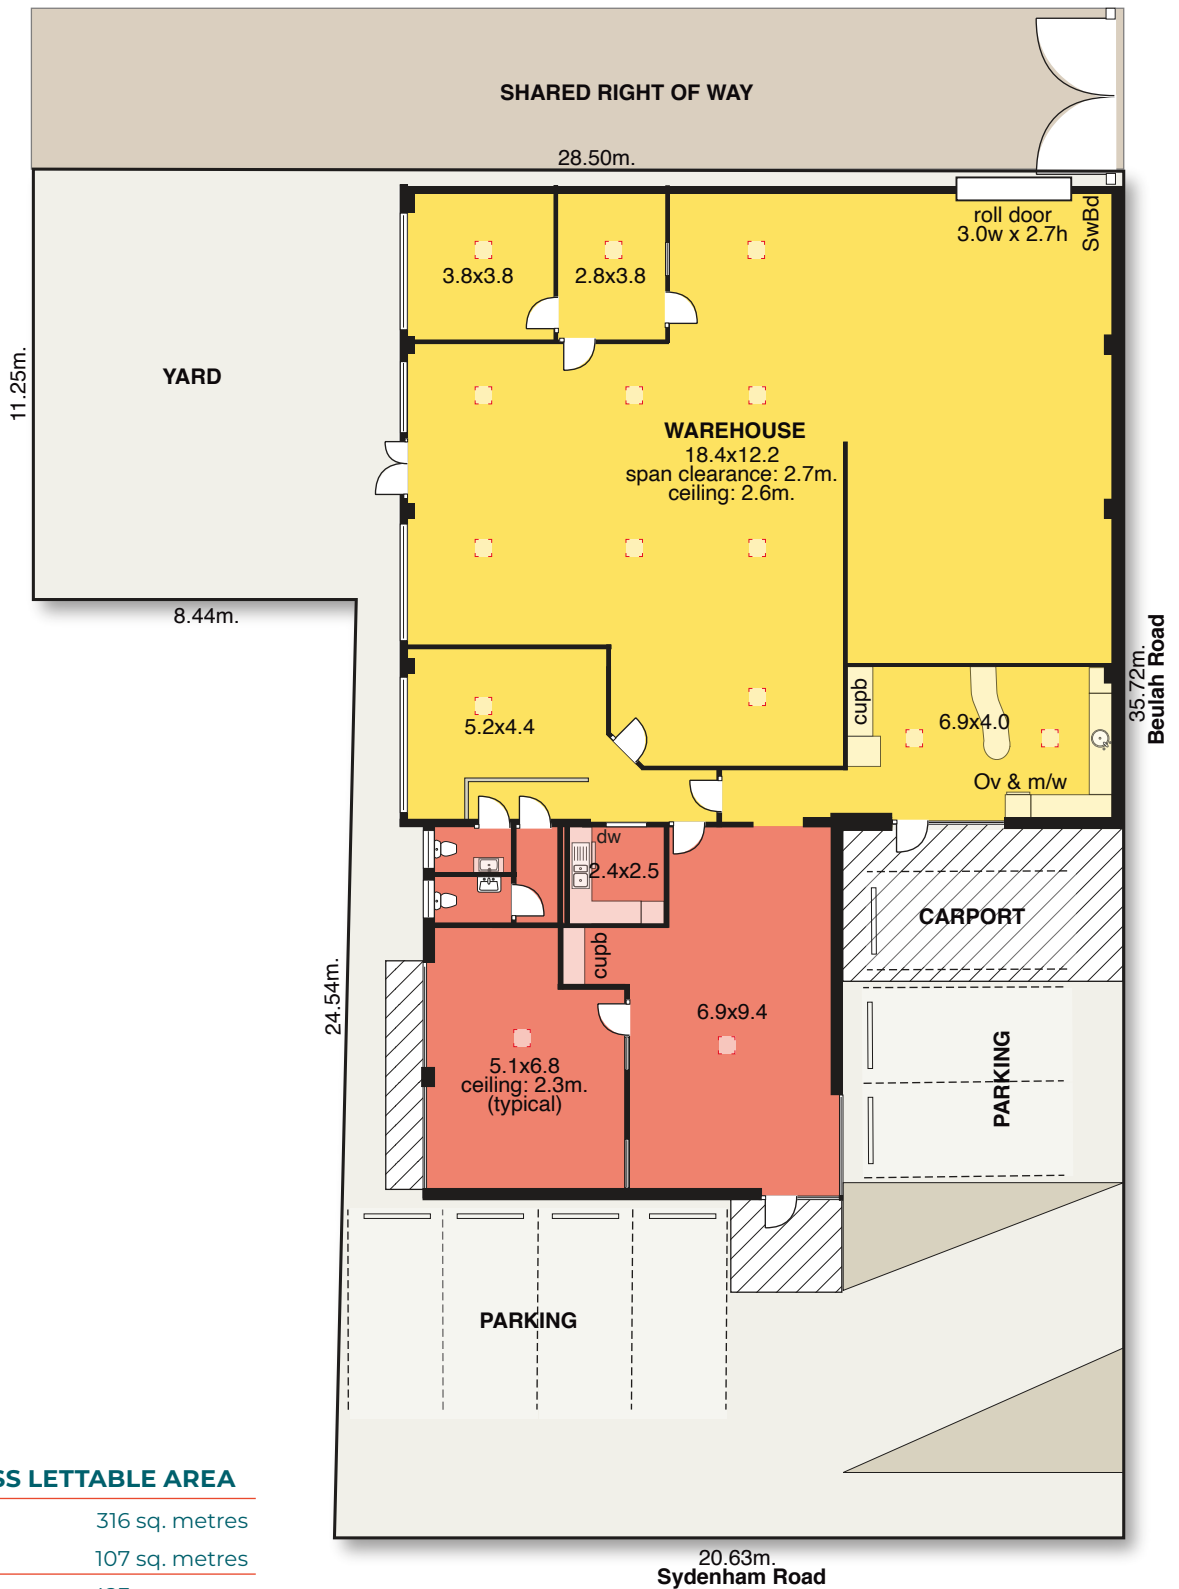 SHARED RIGHT OF WAY
28.50m.
roll door
3.0w x 2.7h
SwBd
3.8x3.8
2.8x3.8
YARD
11.25m.
WAREHOUSE
18.4x12.2
span clearance: 2.7m.
ceiling: 2.6m.
8.44m.
35.72m.
Beulah Road
cupb
6.9x4.0
5.2x4.4
Ov & m/w
dw
2.4x2.5
CARPORT
cupb
24.54m.
6.9x9.4
5.1x6.8
ceiling: 2.3m.
(typical)
PARKING
PARKING
LETTABLE AREA
316 sq. metres
107 sq. metres
20.63m.
Sydenham Road